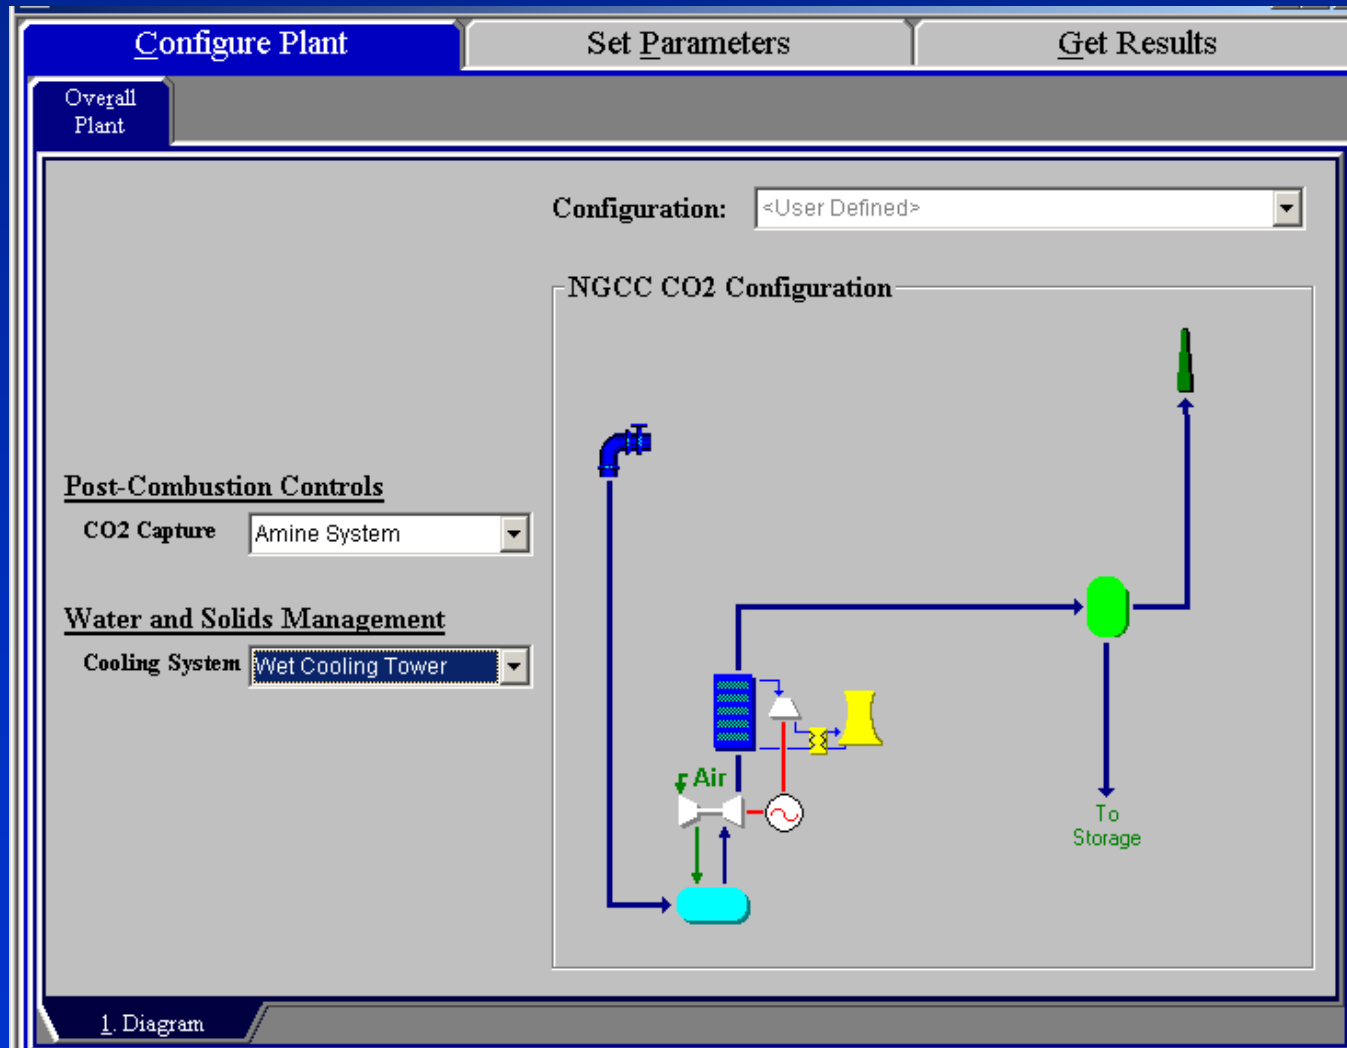 Configure Plant
Set Parameters
Get Results
Overall
Plant
Configuration:
<User Defined>
NGCC CO2 Configuration
Post-Combustion Controls
CO2 Capture
Amine System
Water and Solids Management
Cooling System
Wet Cooling Tower
Air
To
Storage
1. Diagram